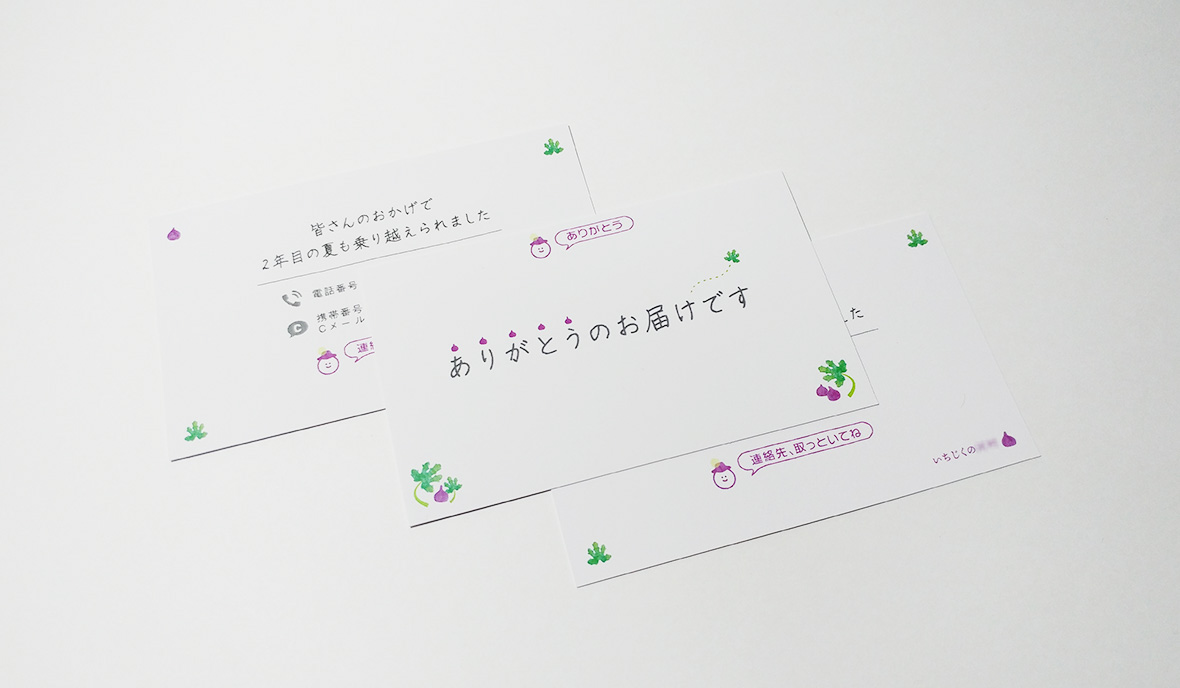 皆さんのおかげで
2年目の夏も乗り越えられました
電話番号
携帯番号
Cメール
C
連
ありがとう
ありがとうのお届けです
した
連絡先、取っといてね
いちじくの